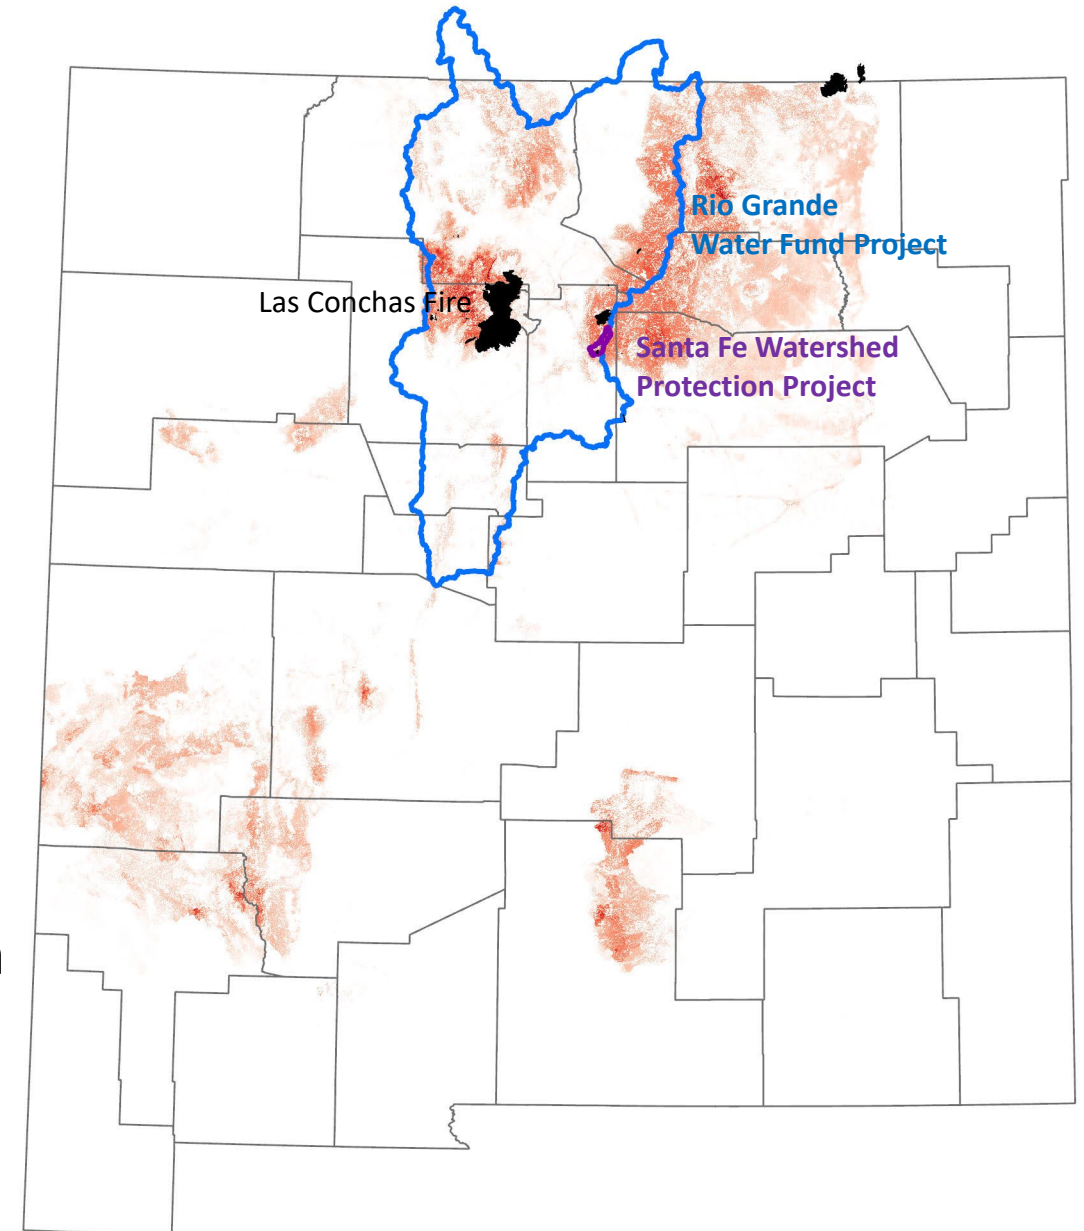 Rio Grande
Water Fund Project
Las Conchas Fire
Santa Fe Watershed
Protection Project